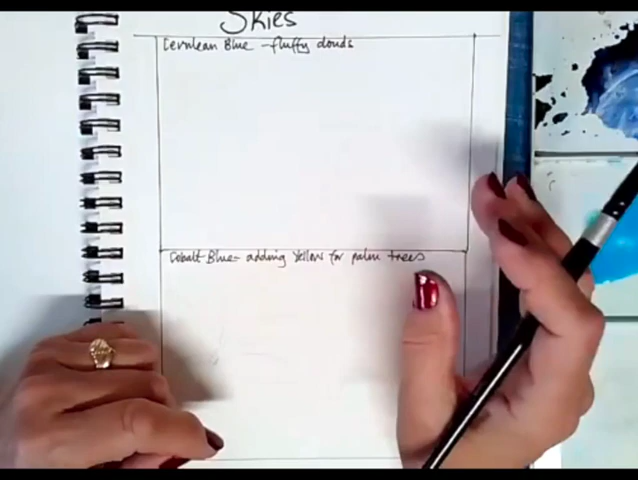 Skies
Cerulean Blue - fluffy clouds
Cobalt Blue - adding Yellow for palm trees